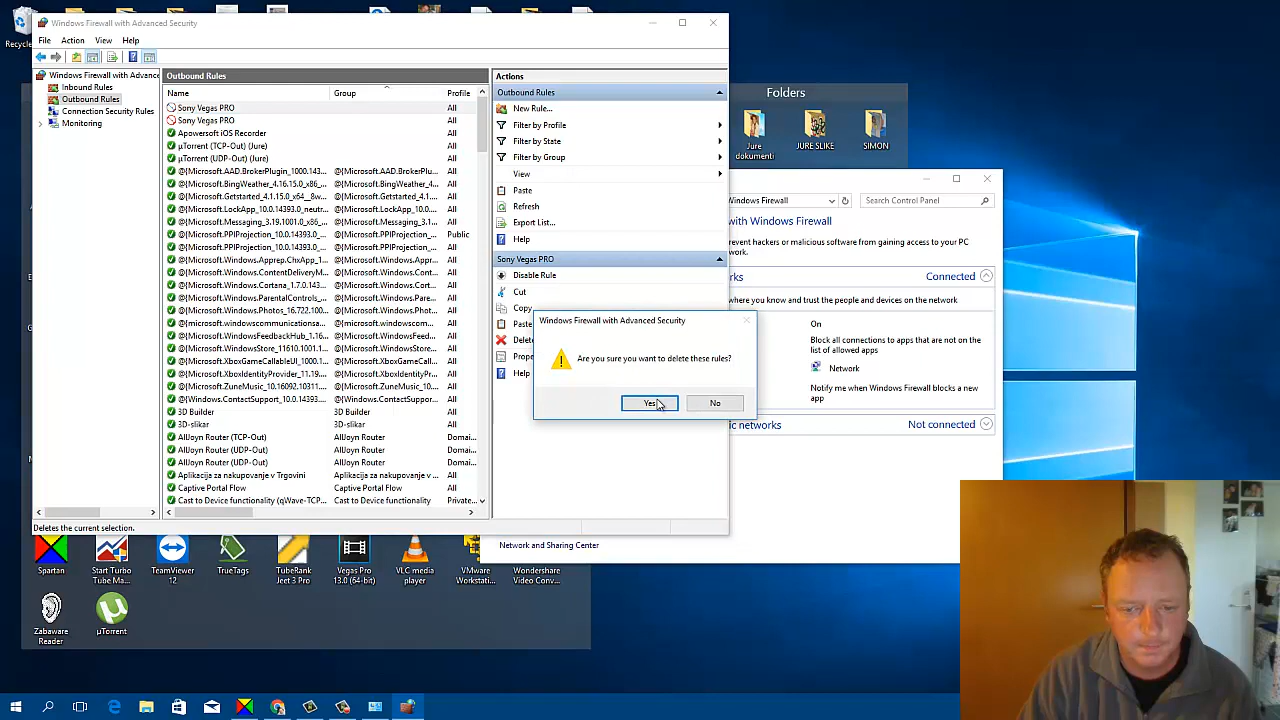 Windows Firewall with Advanced Security
File Action View Help
Windows Firewall with Advanc
Inbound Rules
Outbound Rules
Connection Security Rules
Monitoring
Outbound Rules
Name Group Profile
Sony Vegas PRO All
Sony Vegas PRO All
Apowersoft iOS Recorder All
µTorrent (TCP-Out) (Jure) All
µTorrent (UDP-Out) (Jure) All
@{Microsoft.AAD.BrokerPlugin_1000.143... @{Microsoft.AAD.BrokerPlu... All
@{Microsoft.BingWeather_4.16.15.0_x86_... @{Microsoft.BingWeather_... All
@{Microsoft.Getstarted_4.1.15.0_x64__8w... @{Microsoft.Getstarted_4.... All
@{Microsoft.LockApp_10.0.14393.0_neutr... @{Microsoft.LockApp_10.0... All
@{Microsoft.Messaging_3.19.1001.0_x64_... @{Microsoft.Messaging_3.... All
@{Microsoft.PPIProjection_10.0.14393.0_... @{Microsoft.PPIProjection_... Public
@{Microsoft.PPIProjection_10.0.14393.0_... @{Microsoft.PPIProjection_... All
@{Microsoft.Windows.Apprep.ChxApp_1... @{Microsoft.Windows.App... All
@{Microsoft.Windows.ContentDeliveryM... @{Microsoft.Windows.Cont... All
@{Microsoft.Windows.Cortana_1.7.0.143... @{Microsoft.Windows.Cort... All
@{Microsoft.Windows.ParentalControls_... @{Microsoft.Windows.Pare... All
@{Microsoft.Windows.Photos_16.722.100... @{Microsoft.Windows.Pho... All
@{microsoft.windowscommunicationsa... @{microsoft.windowscom... All
@{Microsoft.WindowsFeedbackHub_1.16... @{Microsoft.WindowsFeed... All
@{Microsoft.WindowsStore_11610.1001.1... @{Microsoft.WindowsStore... All
@{Microsoft.XboxGameCallableUI_1000.1... @{Microsoft.XboxGameCall... All
@{Microsoft.XboxIdentityProvider_11.19... @{Microsoft.XboxIdentityP... All
@{Microsoft.ZuneMusic_10.16092.10311... @{Microsoft.ZuneMusic_10... All
@{Windows.ContactSupport_10.0.14393... @{Windows.ContactSuppor... All
3D Builder 3D Builder All
3D-slikar 3D-slikar All
AllJoyn Router (TCP-Out) AllJoyn Router Domai...
AllJoyn Router (UDP-Out) AllJoyn Router Domai...
AllJoyn Router (UDP-Out) AllJoyn Router Domai...
Aplikacija za nakupovanje v Trgovini Aplikacija za nakupovanje v ... All
Captive Portal Flow Captive Portal Flow All
Cast to Device functionality (qWave-TCP... Cast to Device functionality Private...
Actions
Outbound Rules
New Rule...
Filter by Profile
Filter by State
Filter by Group
View
Paste
Refresh
Export List...
Help
Sony Vegas PRO
Disable Rule
Cut
Copy
Paste
Delet
Prope
Help
Deletes the current selection.
Windows Firewall with Advanced Security
Are you sure you want to delete these rules?
Yes No
Folders
Jure dokumenti
JURE SLIKE
SIMON
Windows Firewall
Search Control Panel
with Windows Firewall
revent hackers or malicious software from gaining access to your PC
work.
rks Connected
where you know and trust the people and devices on the network
On
Block all connections to apps that are not on the list of allowed apps
Network
Notify me when Windows Firewall blocks a new app
ic networks Not connected
Network and Sharing Center
Recycle
Spartan
Start Turbo Tube Ma...
TeamViewer 12
TrueTags
TubeRank Jeet 3 Pro
Vegas Pro 13.0 (64-bit)
VLC media player
VMware Workstati...
Wondershare Video Conv...
Zabaware Reader
µTorrent